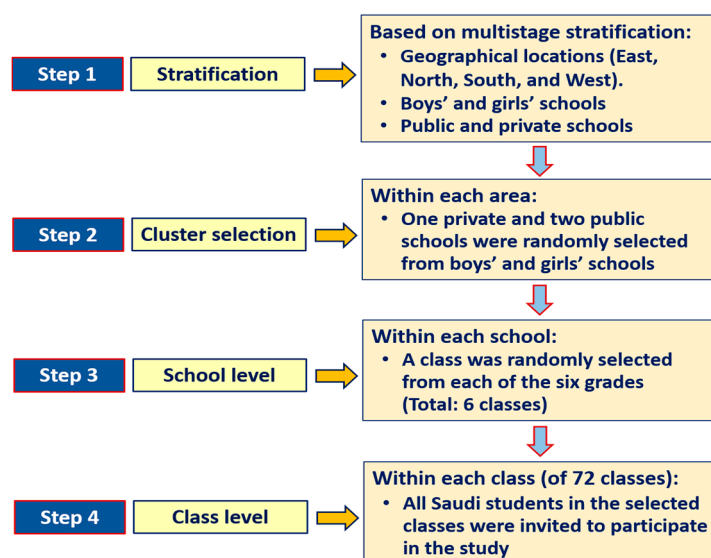 Step 1
Stratification
Based on multistage stratification:
• Geographical locations (East,
North, South, and West).
• Boys’ and girls’ schools
• Public and private schools
Step 2
Cluster selection
Within each area:
• One private and two public
schools were randomly selected
from boys’ and girls’ schools
Step 3
School level
Within each school:
• A class was randomly selected
from each of the six grades
(Total: 6 classes)
Step 4
Class level
Within each class (of 72 classes):
• All Saudi students in the selected
classes were invited to participate
in the study